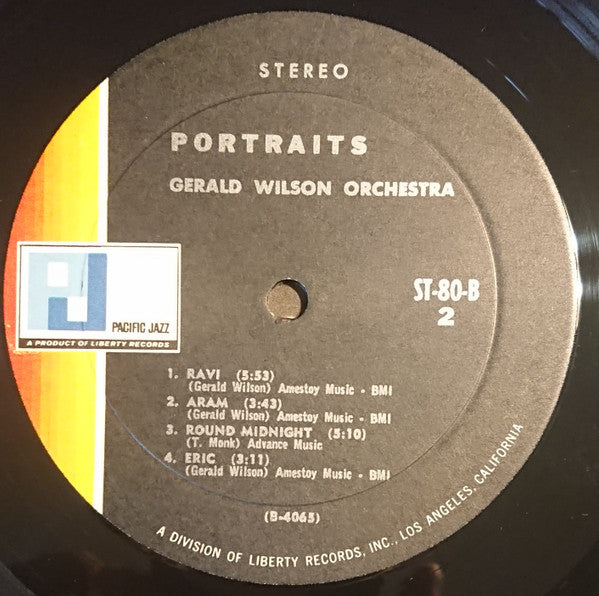 STEREO
PORTRAITS
GERALD WILSON ORCHESTRA
ST-80-B
2
PJ
PACIFIC JAZZ
A PRODUCT OF LIBERTY RECORDS
1. RAVI (5:53)
(Gerald Wilson) Amestoy Music - BMI
2. ARAM (3:43)
(Gerald Wilson) Amestoy Music - BMI
3. ROUND MIDNIGHT (5:10)
(T. Monk) Advance Music
4. ERIC (3:11)
(Gerald Wilson) Amestoy Music - BMI
(B-4065)
A DIVISION OF LIBERTY RECORDS, INC., LOS ANGELES, CALIFORNIA